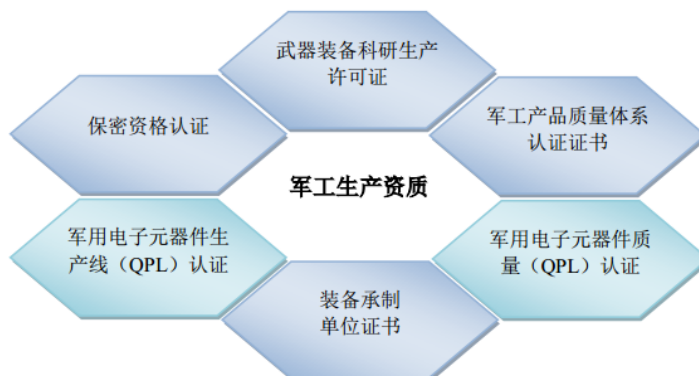 武器装备科研生产
许可证
保密资格认证
军工产品质量体系
认证证书
军工生产资质
军用电子元器件生
产线（QPL）认证
军用电子元器件质
量（QPL）认证
装备承制
单位证书